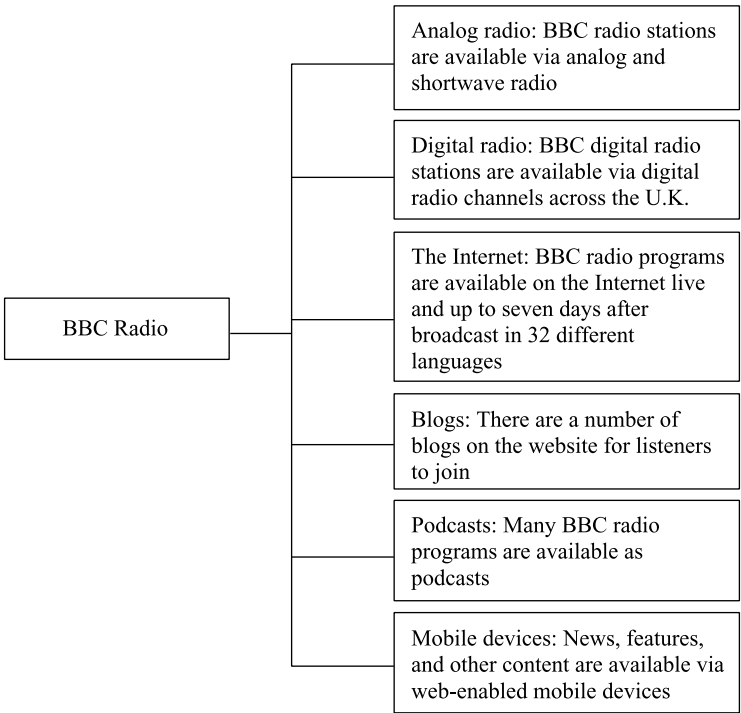 Analog radio: BBC radio stations
are available via analog and
shortwave radio
Digital radio: BBC digital radio
stations are available via digital
radio channels across the U.K.
The Internet: BBC radio programs
are available on the Internet live
and up to seven days after
broadcast in 32 different
languages
BBC Radio
Blogs: There are a number of
blogs on the website for listeners
to join
Podcasts: Many BBC radio
programs are available as
podcasts
Mobile devices: News, features,
and other content are available via
web-enabled mobile devices